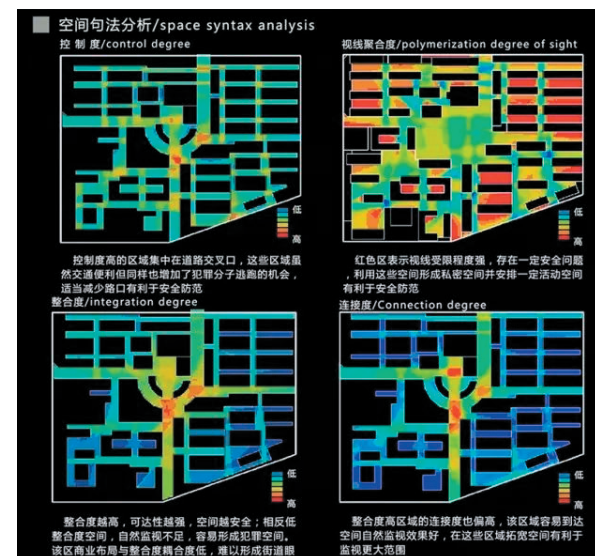 空间句法分析/space syntax analysis
控 制 度/control degree
视线聚合度/polymerization degree of sight
低
高
低
高
控制度高的区域集中在道路交叉口，这些区域虽
然交通便利但同样也增加了犯罪分子逃跑的机会，
适当减少路口有利于安全防范
红色区表示视线受限程度强，存在一定安全问题
，利用这些空间形成私密空间并安排一定活动空间
有利于安全防范
整合度/integration degree
连接度/Connection degree
低
高
低
高
整合度越高，可达性越强，空间越安全；相反低
整合度空间，自然监视不足，容易形成犯罪空间。
该区商业布局与整合度耦合度低，难以形成街道眼
整合度高区域的连接度也偏高，该区域容易到达
空间自然监视效果好，在这些区域拓宽空间有利于
监视更大范围